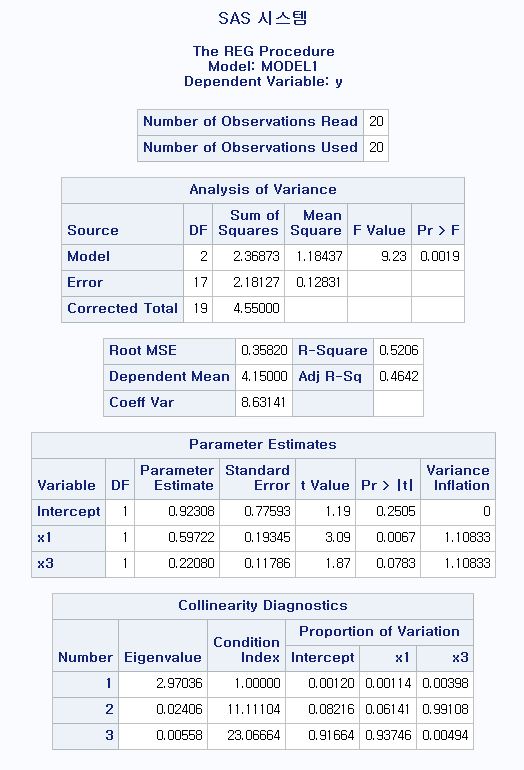 SAS 시스템
The REG Procedure
Model: MODEL1
Dependent Variable: y
Number of Observations Read 20
Number of Observations Used 20
Analysis of Variance
Source DF Sum of Squares Mean Square F Value Pr > F
Model 2 2.36873 1.18437 9.23 0.0019
Error 17 2.18127 0.12831
Corrected Total 19 4.55000
Root MSE 0.35820 R-Square 0.5206
Dependent Mean 4.15000 Adj R-Sq 0.4642
Coeff Var 8.63141
Parameter Estimates
Variable DF Parameter Estimate Standard Error t Value Pr > |t| Variance Inflation
Intercept 1 0.92308 0.77593 1.19 0.2505 0
x1 1 0.59722 0.19345 3.09 0.0067 1.10833
x3 1 0.22080 0.11786 1.87 0.0783 1.10833
Collinearity Diagnostics
Number Eigenvalue Condition Index Proportion of Variation
Intercept x1 x3
1 2.97036 1.00000 0.00120 0.00114 0.00398
2 0.02406 11.11104 0.08216 0.06141 0.99108
3 0.00558 23.06664 0.91664 0.93746 0.00494